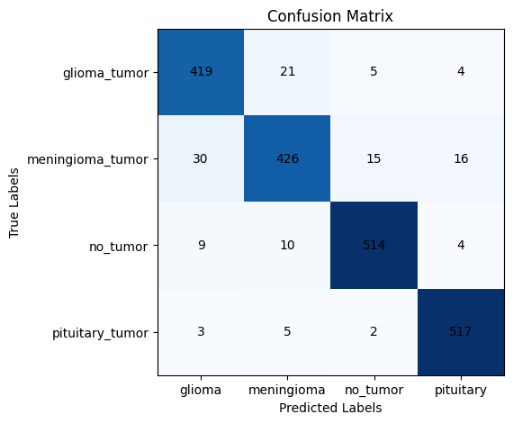 Confusion Matrix
True Labels
glioma_tumor 419 21 5 4
meningioma_tumor 30 426 15 16
no_tumor 9 10 514 4
pituitary_tumor 3 5 2 517
glioma meningioma no_tumor pituitary
Predicted Labels